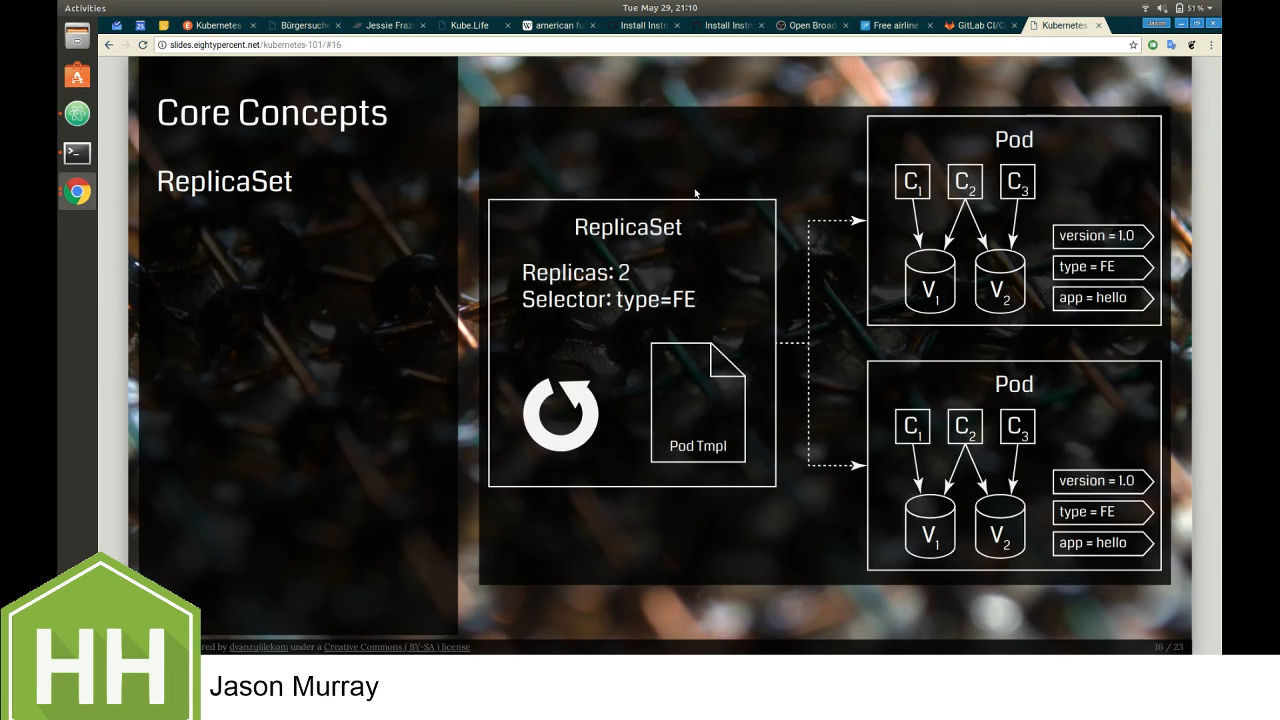 Activities
Tue May 29, 21:10
51%
Kubernetes
Bürgersuch
Jessie Fraz
Kube.Life
american fu
Install Instr
Install Instr
Open Broad
Free airline
GitLab CI/C
Kubernetes
Jason
slides.eightypercent.net/kubernetes-101/#16
Core Concepts
ReplicaSet
ReplicaSet
Replicas: 2
Selector: type=FE
Pod Tmpl
Pod
C1 C2 C3
version = 1.0
type = FE
app = hello
V1 V2
Pod
C1 C2 C3
version = 1.0
type = FE
app = hello
V1 V2
red by dvanzuijlekom under a Creative Commons ( BY-SA ) license
16 / 23
HH
Jason Murray